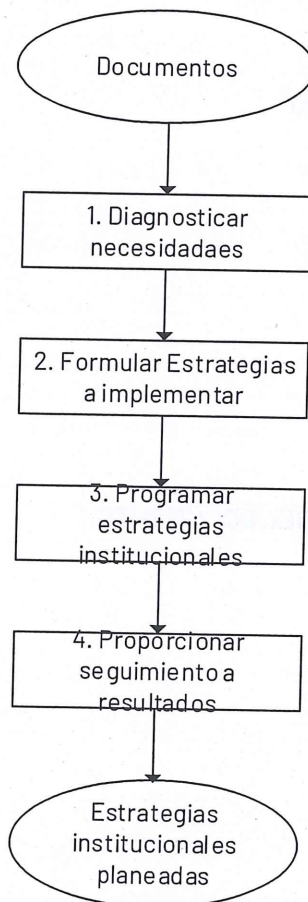 Documentos
1. Diagnosticar
necesidadaes
2. Formular Estrategias
a implementar
3. Programar
estrategias
institucionales
4. Proporcionar
seguimiento a
resultados
Estrategias
institucionales
planeadas